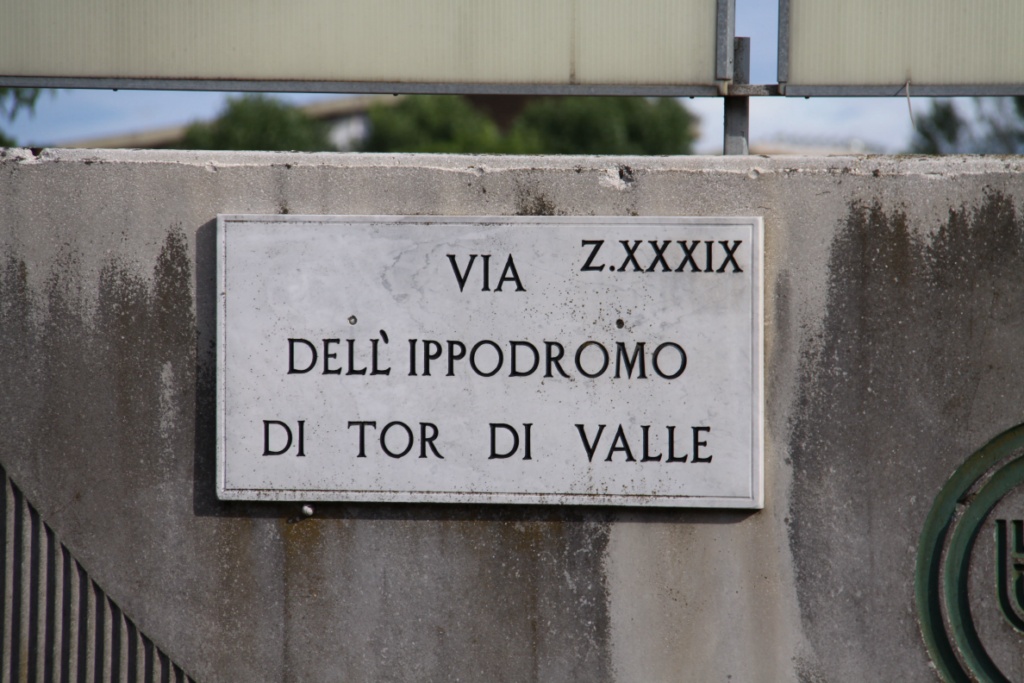 Z.XXXIX
VIA
DELL' IPPODROMO
DI TOR DI VALLE